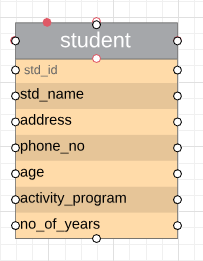 student
std_id
std_name
address
phone_no
age
activity_program
no_of_years